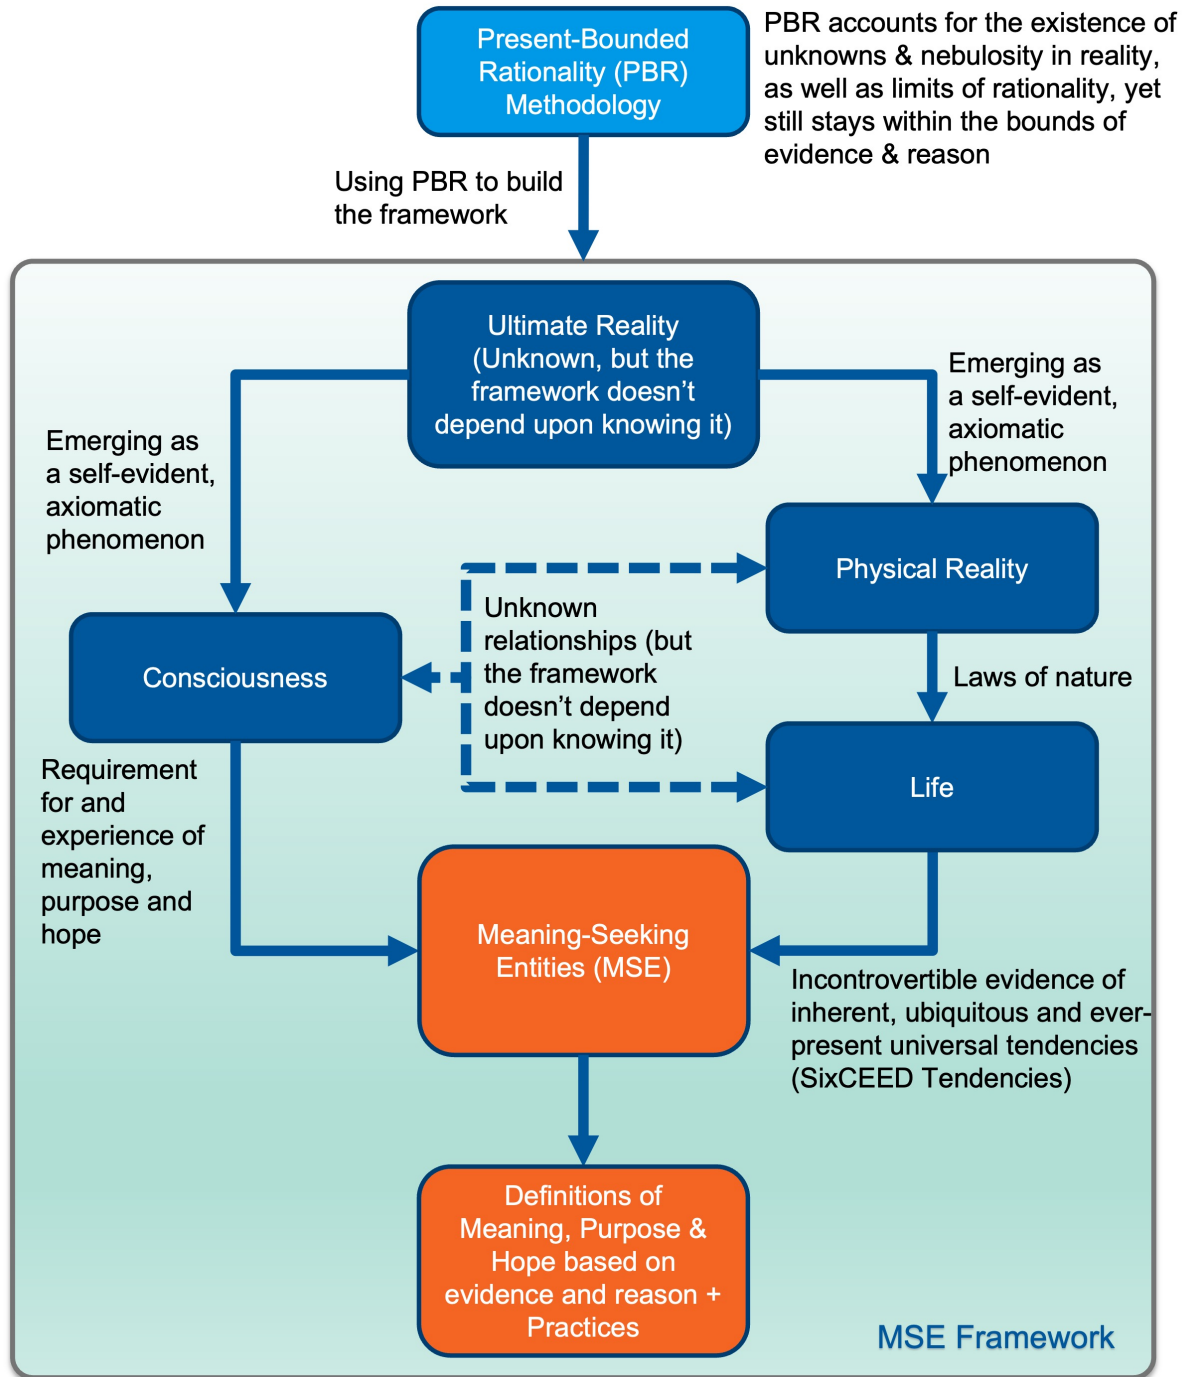 Present-Bounded
Rationality (PBR)
Methodology
PBR accounts for the existence of
unknowns & nebulosity in reality,
as well as limits of rationality, yet
still stays within the bounds of
evidence & reason
Using PBR to build
the framework
Ultimate Reality
(Unknown, but the
framework doesn’t
depend upon knowing it)
Emerging as
a self-evident,
axiomatic
phenomenon
Emerging as
a self-evident,
axiomatic
phenomenon
Physical Reality
Unknown
relationships (but
the framework
doesn’t depend
upon knowing it)
Consciousness
Laws of nature
Life
Requirement
for and
experience of
meaning,
purpose and
hope
Meaning-Seeking
Entities (MSE)
Incontrovertible evidence of
inherent, ubiquitous and ever-
present universal tendencies
(SixCEED Tendencies)
Definitions of
Meaning, Purpose &
Hope based on
evidence and reason +
Practices
MSE Framework